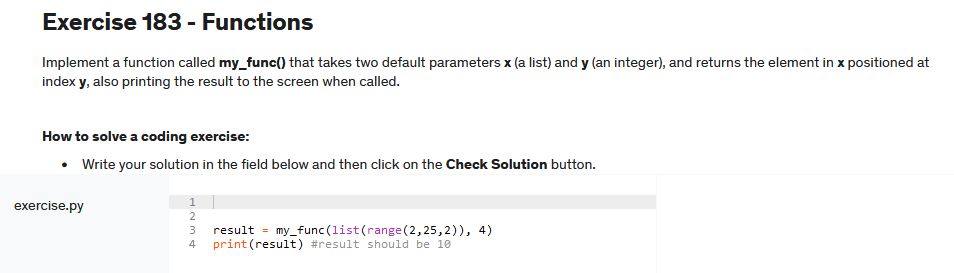 Exercise 183 - Functions
Implement a function called my_func() that takes two default parameters x (a list) and y (an integer), and returns the element in x positioned at
index y, also printing the result to the screen when called.
How to solve a coding exercise:
• Write your solution in the field below and then click on the Check Solution button.
exercise.py
1
2
3 result = my_func(list(range(2,25,2)), 4)
4 print(result) #result should be 10